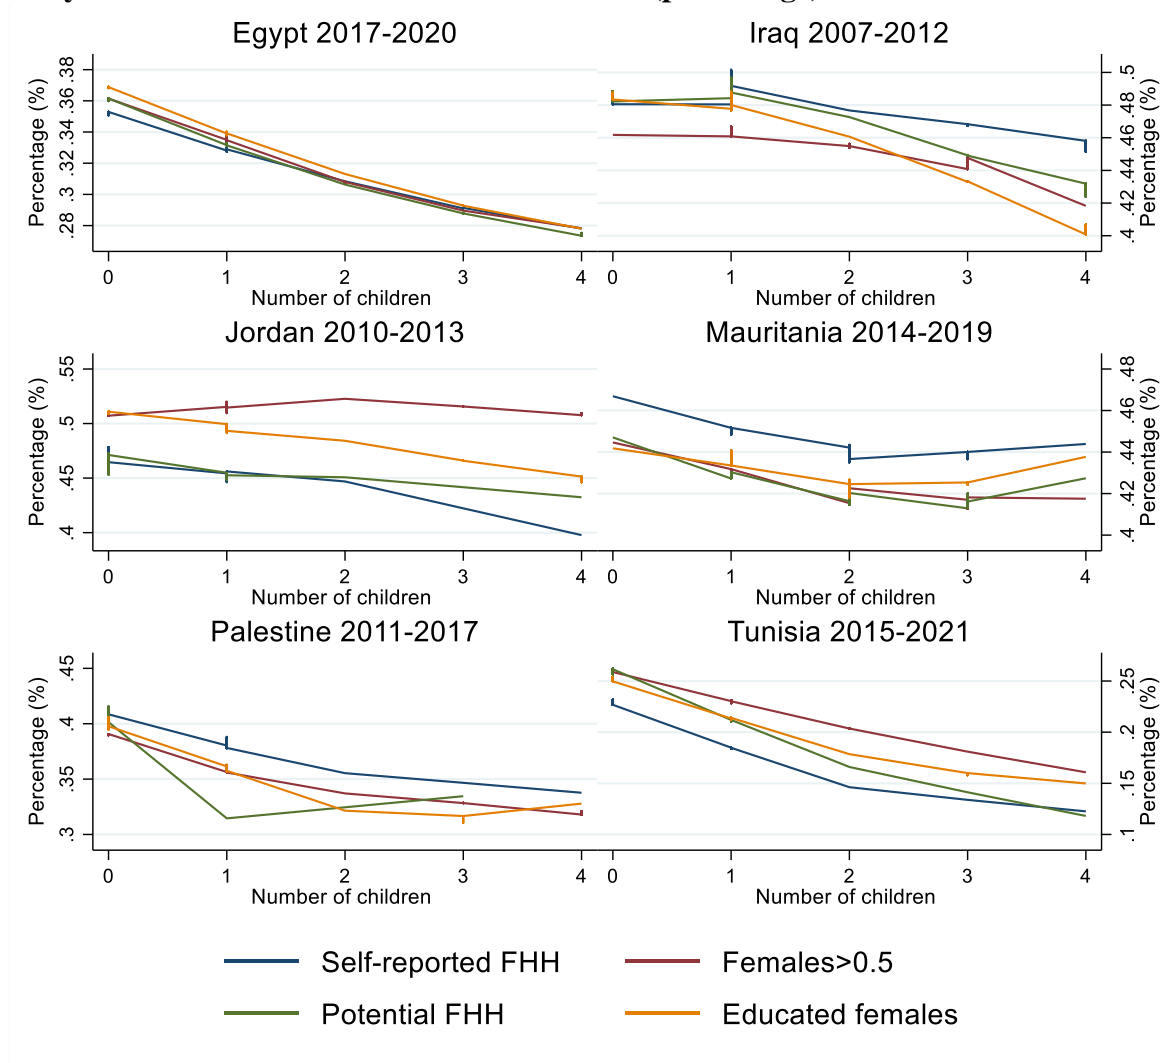 Egypt 2017-2020
Iraq 2007-2012
Percentage (%)
.38
.36
.34
.32
.3
.28
0 1 2 3 4
Number of children
.5
.48
.46
.44
.42
.4
Percentage (%)
0 1 2 3 4
Number of children
Jordan 2010-2013
Mauritania 2014-2019
Percentage (%)
.55
.5
.45
.4
0 1 2 3 4
Number of children
.48
.46
.44
.42
.4
Percentage (%)
0 1 2 3 4
Number of children
Palestine 2011-2017
Tunisia 2015-2021
Percentage (%)
.45
.4
.35
.3
0 1 2 3 4
Number of children
.25
.2
.15
.1
Percentage (%)
0 1 2 3 4
Number of children
Self-reported FHH
Females>0.5
Potential FHH
Educated females